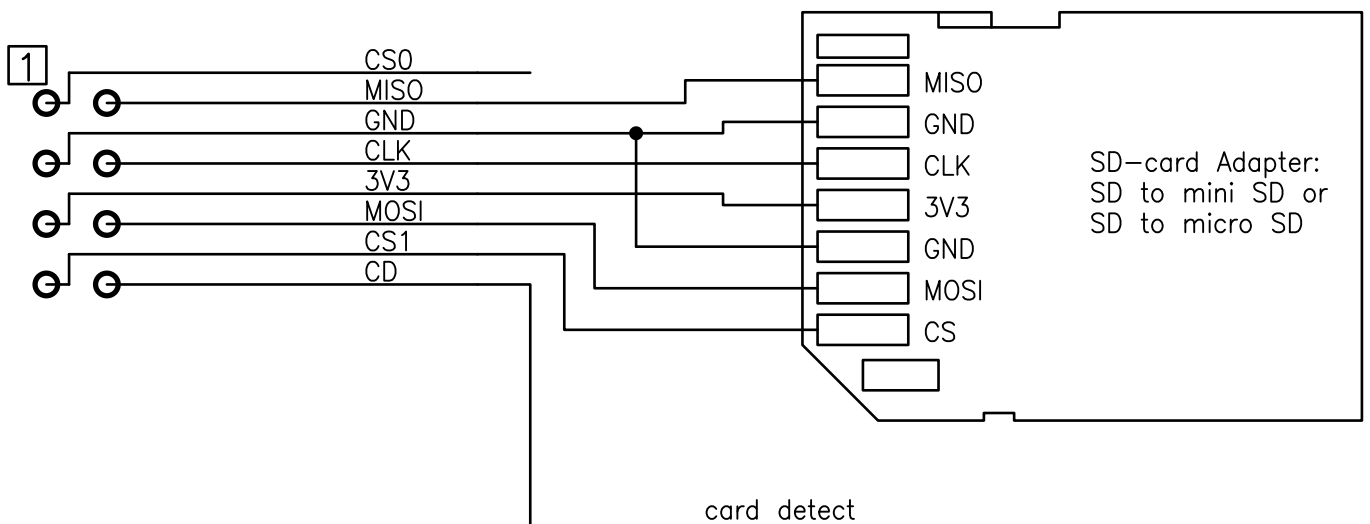 1
CS0
MISO
GND
CLK
3V3
MOSI
CS1
CD
MISO
GND
CLK
3V3
GND
MOSI
CS
SD-card Adapter:
SD to mini SD or
SD to micro SD
card detect